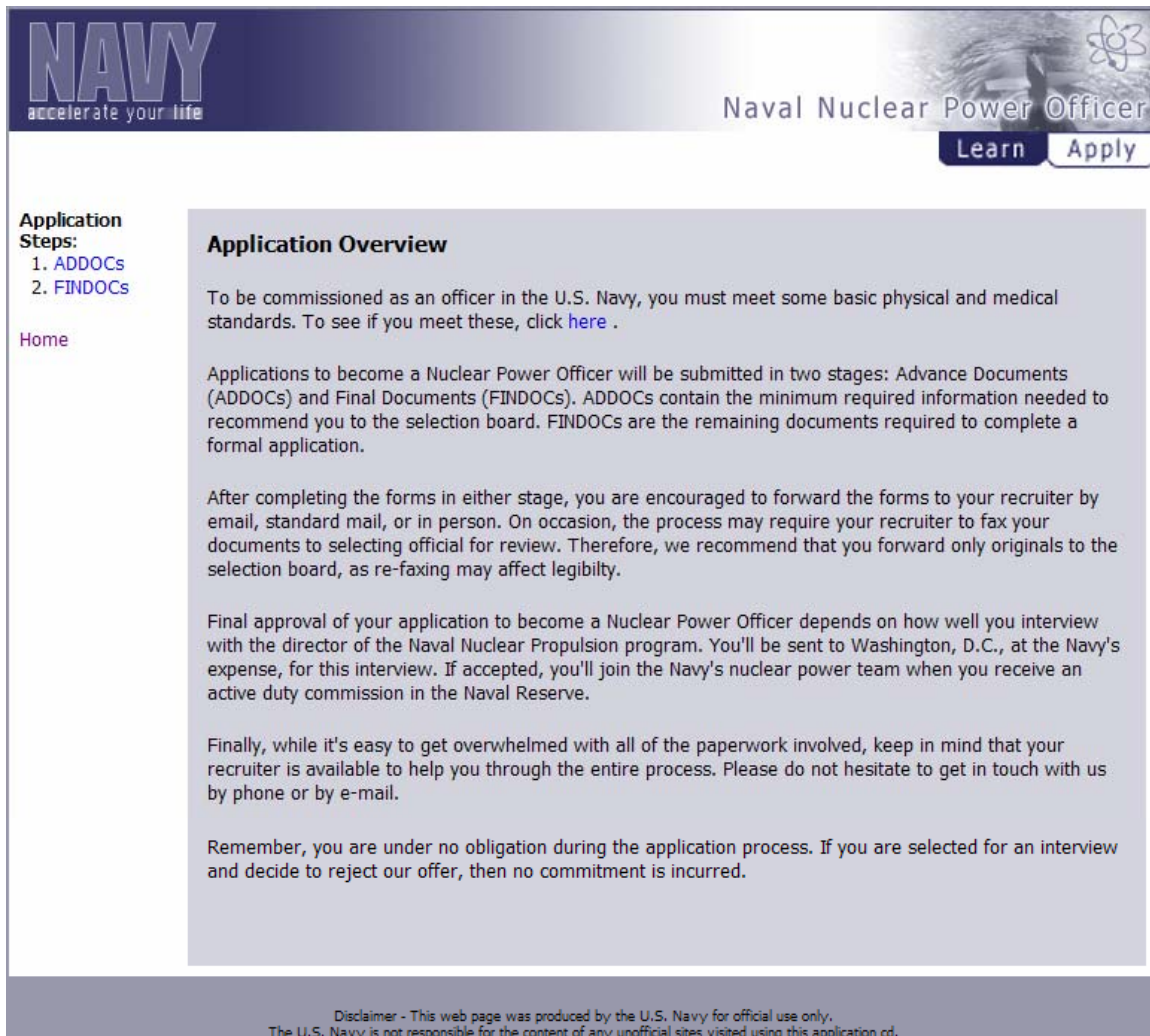 NAVY
accelerate your life
Naval Nuclear Power Officer
Learn Apply
Application
Steps:
1. ADDOCs
2. FINDOCs
Home
Application Overview
To be commissioned as an officer in the U.S. Navy, you must meet some basic physical and medical
standards. To see if you meet these, click here .
Applications to become a Nuclear Power Officer will be submitted in two stages: Advance Documents
(ADDOCs) and Final Documents (FINDOCs). ADDOCs contain the minimum required information needed to
recommend you to the selection board. FINDOCs are the remaining documents required to complete a
formal application.
After completing the forms in either stage, you are encouraged to forward the forms to your recruiter by
email, standard mail, or in person. On occasion, the process may require your recruiter to fax your
documents to selecting official for review. Therefore, we recommend that you forward only originals to the
selection board, as re-faxing may affect legibilty.
Final approval of your application to become a Nuclear Power Officer depends on how well you interview
with the director of the Naval Nuclear Propulsion program. You'll be sent to Washington, D.C., at the Navy's
expense, for this interview. If accepted, you'll join the Navy's nuclear power team when you receive an
active duty commission in the Naval Reserve.
Finally, while it's easy to get overwhelmed with all of the paperwork involved, keep in mind that your
recruiter is available to help you through the entire process. Please do not hesitate to get in touch with us
by phone or by e-mail.
Remember, you are under no obligation during the application process. If you are selected for an interview
and decide to reject our offer, then no commitment is incurred.
Disclaimer - This web page was produced by the U.S. Navy for official use only.
The U.S. Navy is not responsible for the content of any unofficial sites visited using this application cd.